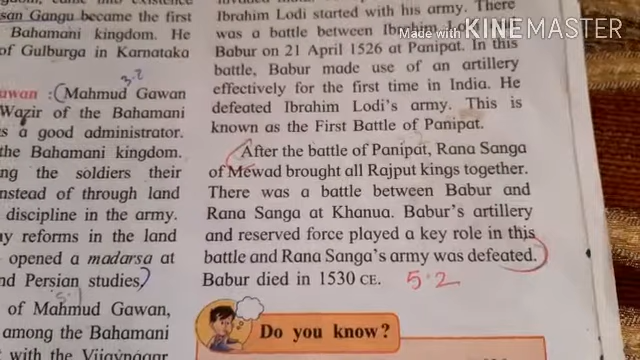 san Gangu became the first
Bahamani kingdom. He
of Gulburga in Karnataka
3.2
awan : (Mahmud Gawan
Wazir of the Bahamani
s a good administrator.
the Bahamani kingdom.
ng the soldiers their
nstead of through land
discipline in the army.
y reforms in the land
opened a madarsa at
nd Persian studies)
5.1
of Mahmud Gawan,
among the Bahamani
with the Vijaynagar
Ibrahim Lodi started with his army. There
was a battle between Ibrahim
Babur on 21 April 1526 at Panipat. In this
battle, Babur made use of an artillery
effectively for the first time in India. He
defeated Ibrahim Lodi's army. This is
known as the First Battle of Panipat.
After the battle of Panipat, Rana Sanga
of Mewad brought all Rajput kings together.
There was a battle between Babur and
Rana Sanga at Khanua. Babur's artillery
and reserved force played a key role in this
battle and Rana Sanga's army was defeated.
Babur died in 1530 CE. 5.2
Do you know?
Made with KINEMASTER